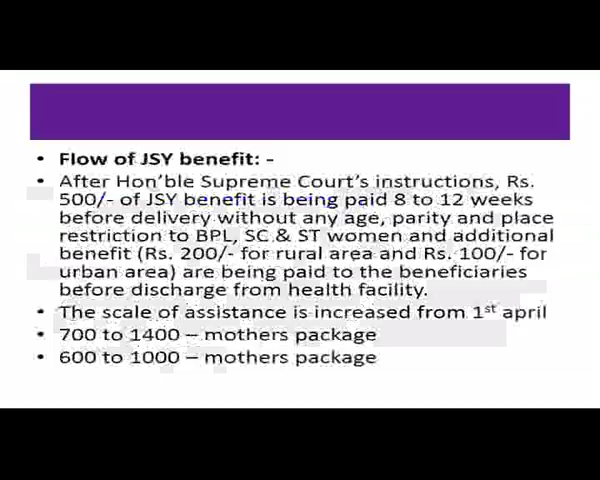 • Flow of JSY benefit: -
• After Hon'ble Supreme Court's instructions, Rs.
500/- of JSY benefit is being paid 8 to 12 weeks
before delivery without any age, parity and place
restriction to BPL, SC & ST women and additional
benefit (Rs. 200/- for rural area and Rs. 100/- for
urban area) are being paid to the beneficiaries
before discharge from health facility.
• The scale of assistance is increased from 1st april
• 700 to 1400 – mothers package
• 600 to 1000 – mothers package